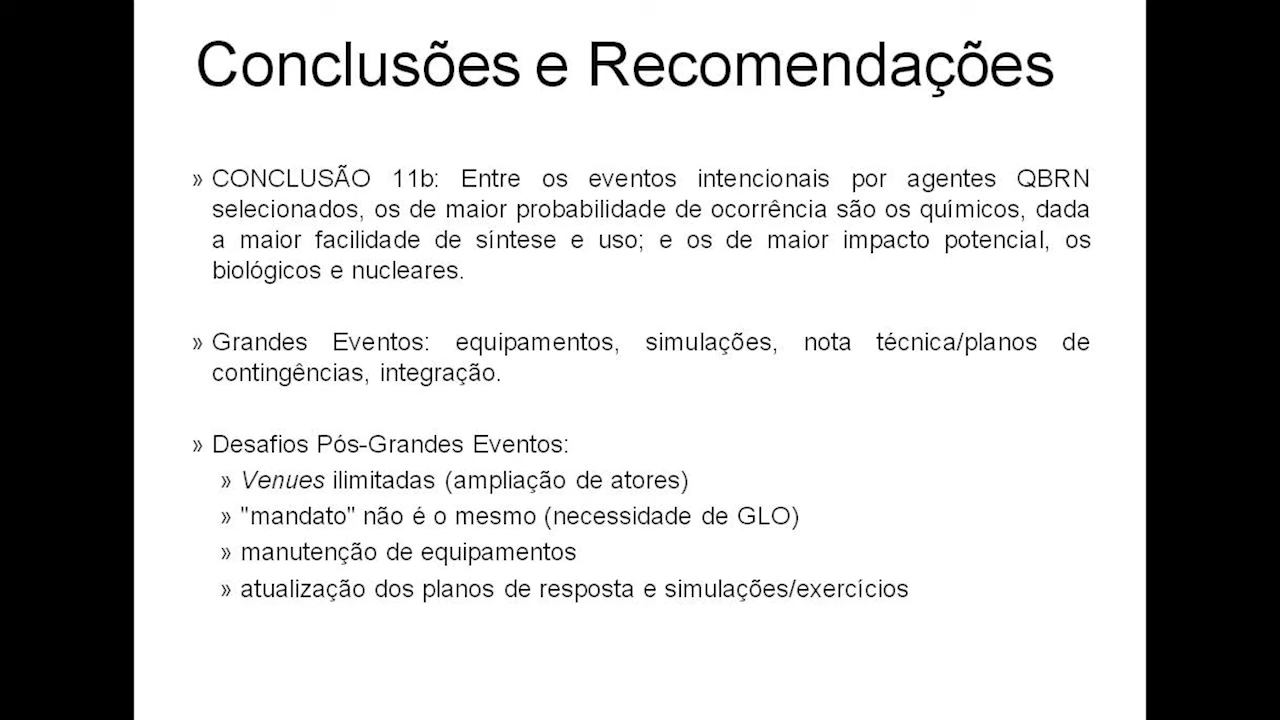 Conclusões e Recomendações
» CONCLUSÃO 11b: Entre os eventos intencionais por agentes QBRN
selecionados, os de maior probabilidade de ocorrência são os químicos, dada
a maior facilidade de síntese e uso; e os de maior impacto potencial, os
biológicos e nucleares.
» Grandes Eventos: equipamentos, simulações, nota técnica/planos de
contingências, integração.
» Desafios Pós-Grandes Eventos:
» Venues ilimitadas (ampliação de atores)
» "mandato" não é o mesmo (necessidade de GLO)
» manutenção de equipamentos
» atualização dos planos de resposta e simulações/exercícios